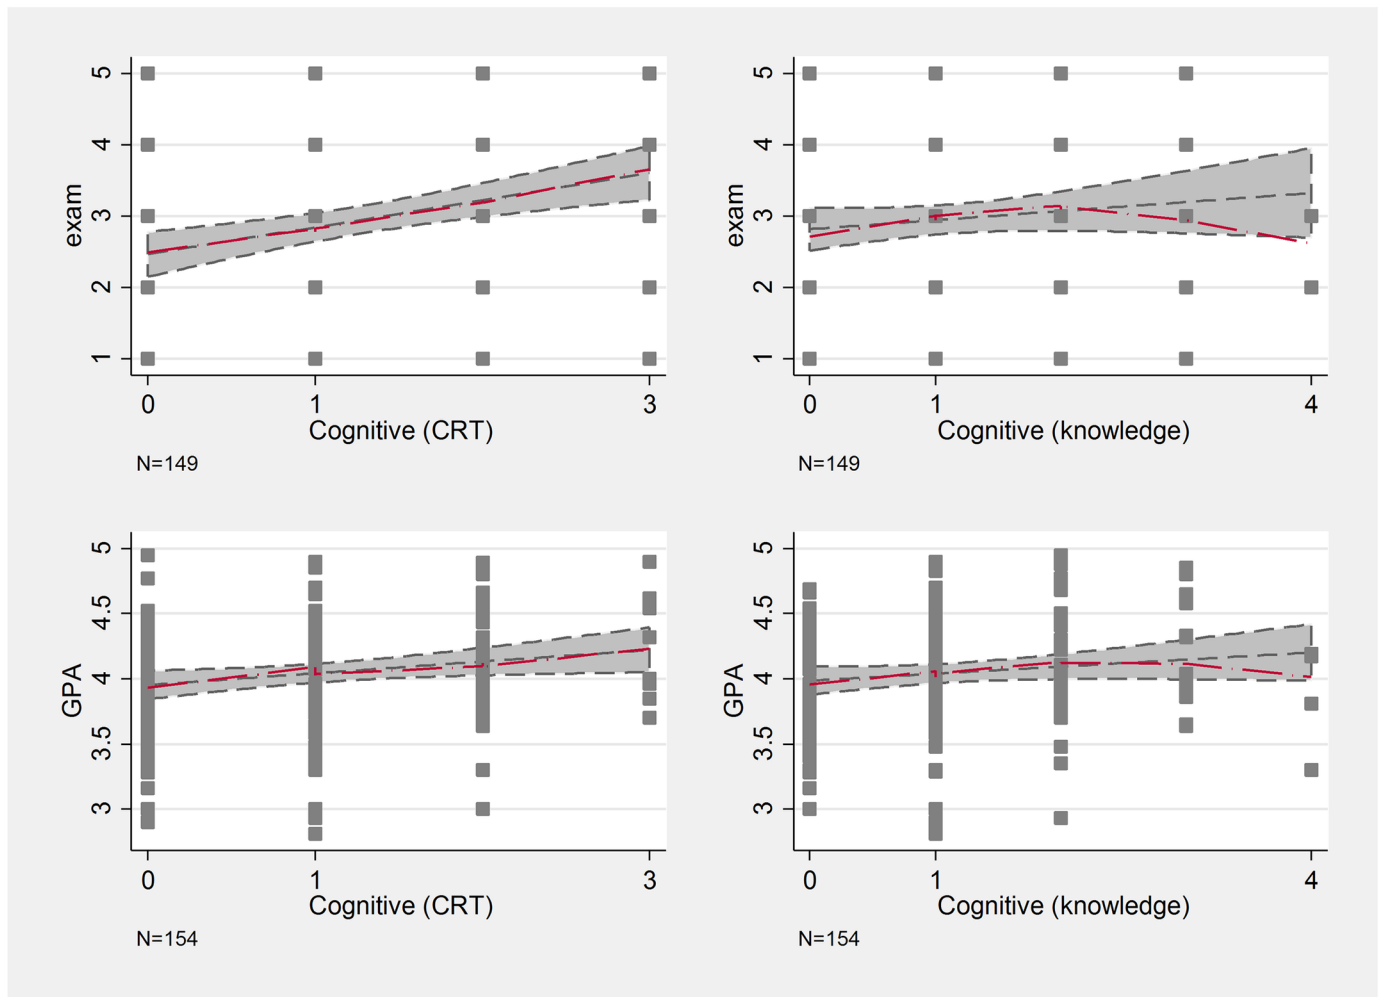 exam
5
4
3
2
1
0 1 3
Cognitive (CRT)
N=149
exam
5
4
3
2
1
0 1 4
Cognitive (knowledge)
N=149
GPA
5
4.5
4
3.5
3
0 1 3
Cognitive (CRT)
N=154
GPA
5
4.5
4
3.5
3
0 1 4
Cognitive (knowledge)
N=154